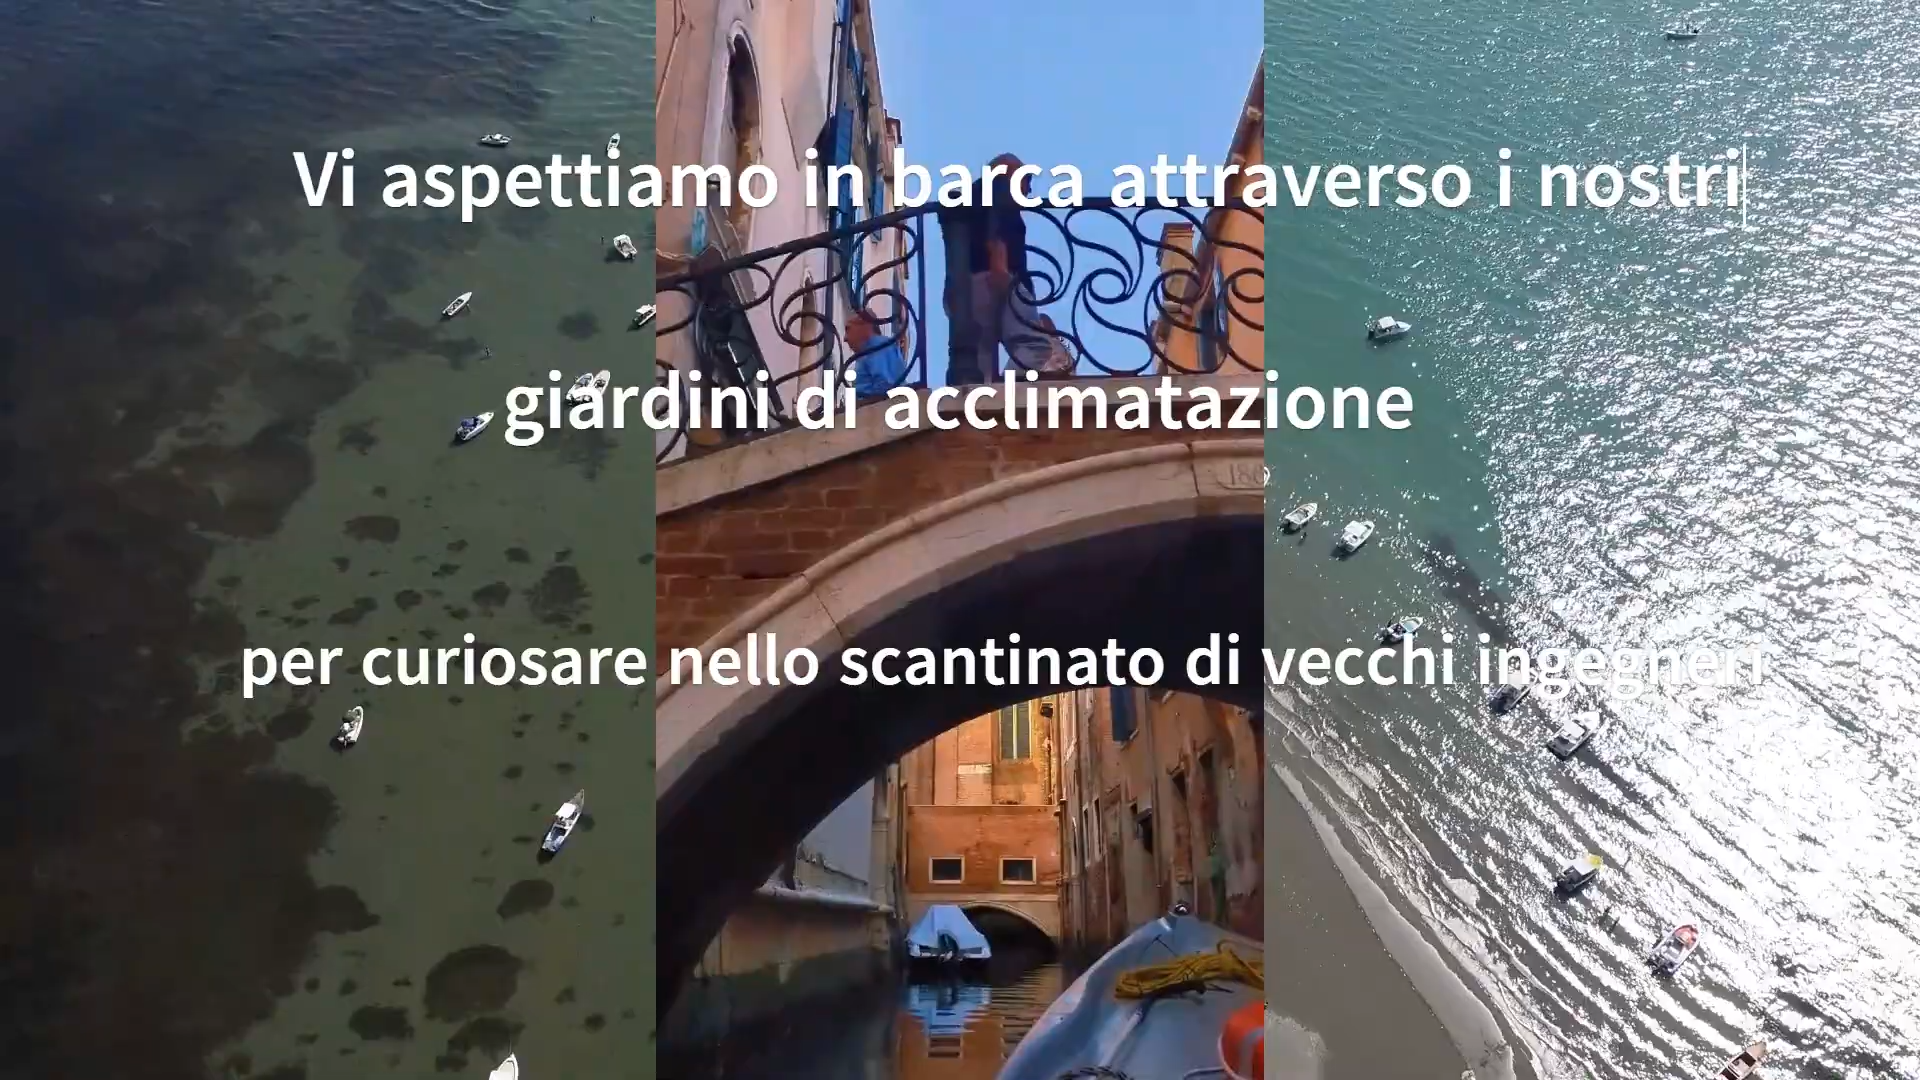 Vi aspettiamo in barca attraverso i nostri
giardini di acclimatazione
per curiosare nello scantinato di vecchi ingegneri